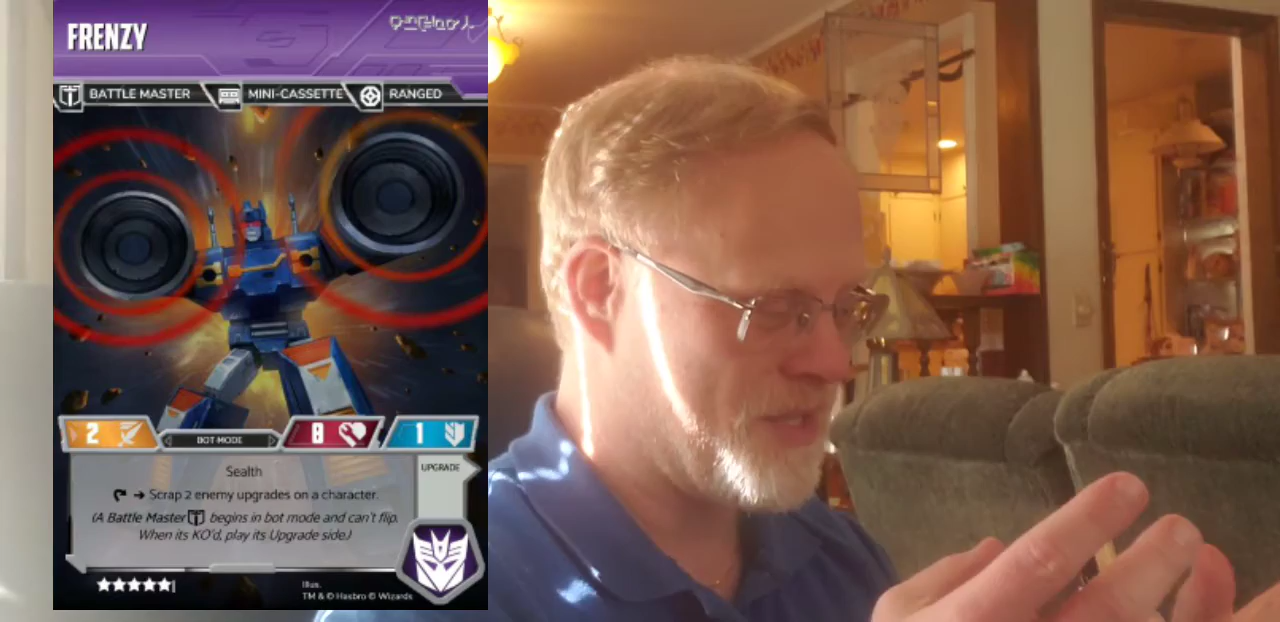 FRENZY
BATTLE MASTER MINI-CASSETTE RANGED
2 BOT MODE 8 1
Sealth
→ Scrap 2 enemy upgrades on a character.
UPGRADE
(A Battle Master begins in bot mode and can't flip.
When its KO'd, play its Upgrade side.)
Illus.
TM & © Hasbro © Wizards